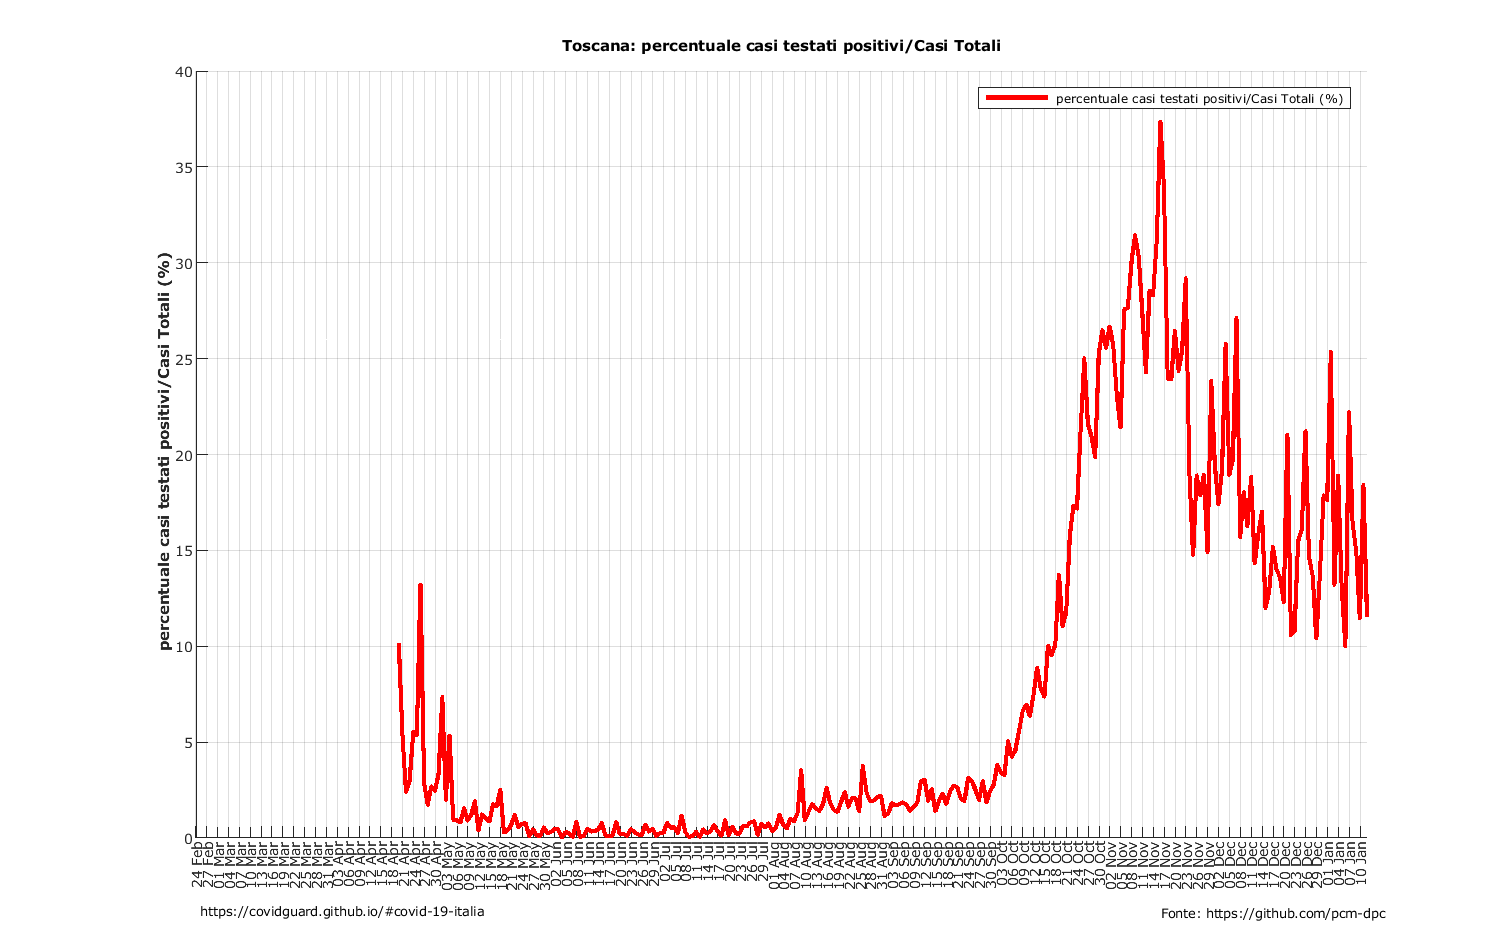 Toscana: percentuale casi testati positivi/Casi Totali
percentuale casi testati positivi/Casi Totali (%)
percentuale casi testati positivi/Casi Totali (%)
40
35
30
25
20
15
10
5
0
24 Feb
27 Feb
01 Mar
04 Mar
07 Mar
10 Mar
13 Mar
16 Mar
19 Mar
22 Mar
25 Mar
28 Mar
31 Mar
03 Apr
06 Apr
09 Apr
12 Apr
15 Apr
18 Apr
21 Apr
24 Apr
27 Apr
30 Apr
03 May
06 May
09 May
12 May
15 May
18 May
21 May
24 May
27 May
30 May
02 Jun
05 Jun
08 Jun
11 Jun
14 Jun
17 Jun
20 Jun
23 Jun
26 Jun
29 Jun
02 Jul
05 Jul
08 Jul
11 Jul
14 Jul
17 Jul
20 Jul
23 Jul
26 Jul
29 Jul
01 Aug
04 Aug
07 Aug
10 Aug
13 Aug
16 Aug
19 Aug
22 Aug
25 Aug
28 Aug
31 Aug
03 Sep
06 Sep
09 Sep
12 Sep
15 Sep
18 Sep
21 Sep
24 Sep
27 Sep
30 Sep
03 Oct
06 Oct
09 Oct
12 Oct
15 Oct
18 Oct
21 Oct
24 Oct
27 Oct
30 Oct
02 Nov
05 Nov
08 Nov
11 Nov
14 Nov
17 Nov
20 Nov
23 Nov
26 Nov
29 Nov
02 Dec
05 Dec
08 Dec
11 Dec
14 Dec
17 Dec
20 Dec
23 Dec
26 Dec
29 Dec
01 Jan
04 Jan
07 Jan
10 Jan
https://covidguard.github.io/#covid-19-italia
Fonte: https://github.com/pcm-dpc